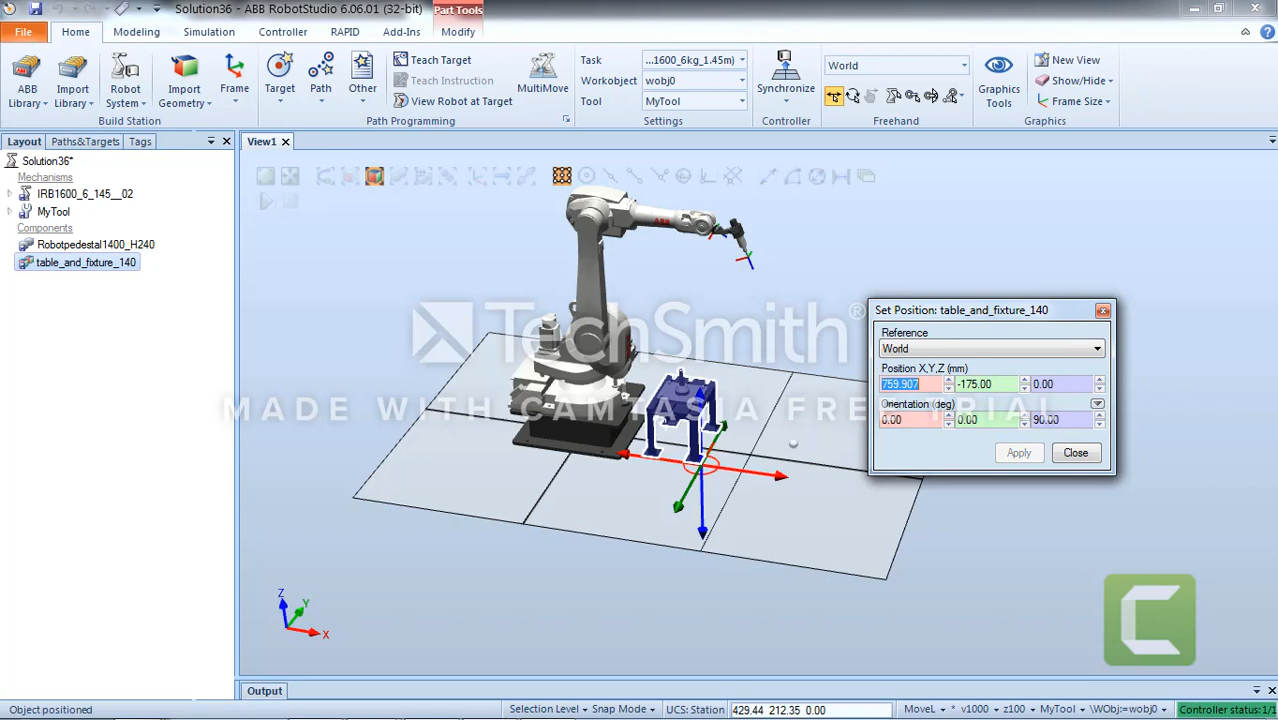 Solution36 - ABB RobotStudio 6.06.01 (32-bit)
Part Tools
File
Home
Modeling
Simulation
Controller
RAPID
Add-Ins
Modify
ABB Library
Import Library
Robot System
Import Geometry
Frame
Build Station
Target
Path
Other
Teach Target
Teach Instruction
View Robot at Target
MultiMove
Path Programming
Task
...1600_6kg_1.45m)
Workobject
wobj0
Tool
MyTool
Settings
Synchronize
Controller
World
Freehand
Graphics Tools
New View
Show/Hide
Frame Size
Graphics
Layout
Paths&Targets
Tags
View1
Solution36*
Mechanisms
IRB1600_6_145__02
MyTool
Components
Robotpedestal1400_H240
table_and_fixture_140
ABB
TechSmith®
MADE WITH CAMTASIA FREE TRIAL
Set Position: table_and_fixture_140
Reference
World
Position X,Y,Z (mm)
759.907
-175.00
0.00
Orientation (deg)
0.00
0.00
90.00
Apply
Close
Z
Y
X
Output
Object positioned
Selection Level
Snap Mode
UCS: Station
429.44 212.35 0.00
MoveL * v1000 z100 MyTool \WObj:=wobj0
Controller status:1/1